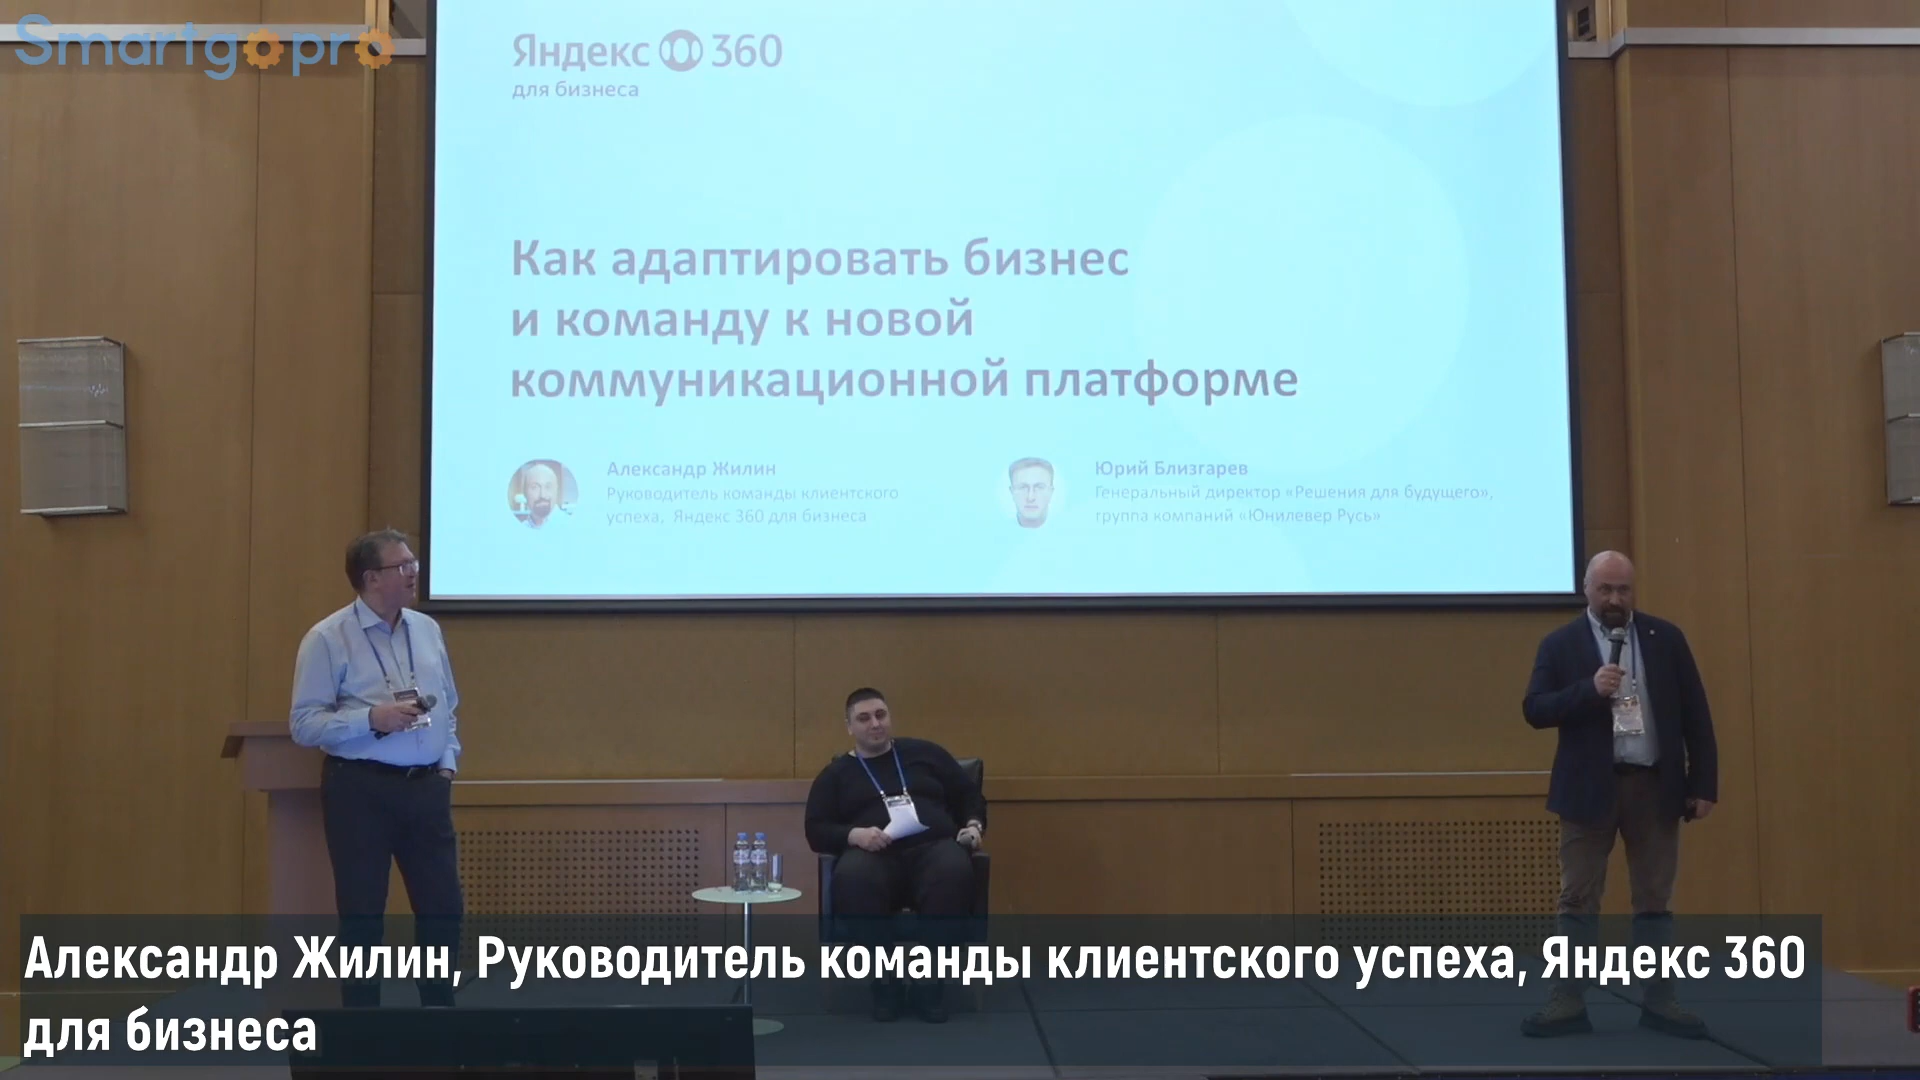 Smartgopro
Яндекс 360
для бизнеса
Как адаптировать бизнес
и команду к новой
коммуникационной платформе
Александр Жилин
Руководитель команды клиентского
успеха, Яндекс 360 для бизнеса
Юрий Близгарев
Генеральный директор «Решения для будущего»,
группа компаний «Юнилевер Русь»
Александр Жилин, Руководитель команды клиентского успеха, Яндекс 360
для бизнеса